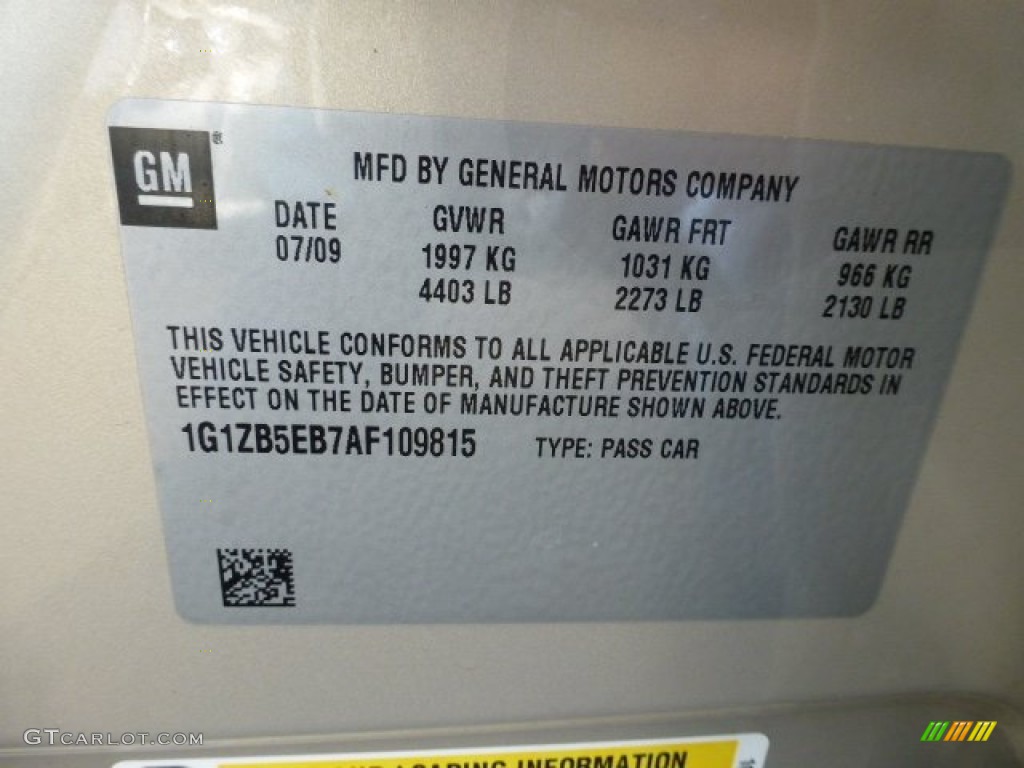 GM ®
MFD BY GENERAL MOTORS COMPANY
DATE GVWR GAWR FRT GAWR RR
07/09 1997 KG 1031 KG 966 KG
4403 LB 2273 LB 2130 LB
THIS VEHICLE CONFORMS TO ALL APPLICABLE U.S. FEDERAL MOTOR
VEHICLE SAFETY, BUMPER, AND THEFT PREVENTION STANDARDS IN
EFFECT ON THE DATE OF MANUFACTURE SHOWN ABOVE.
1G1ZB5EB7AF109815 TYPE: PASS CAR
LOADING INFORMATION
GTCARLOT.COM